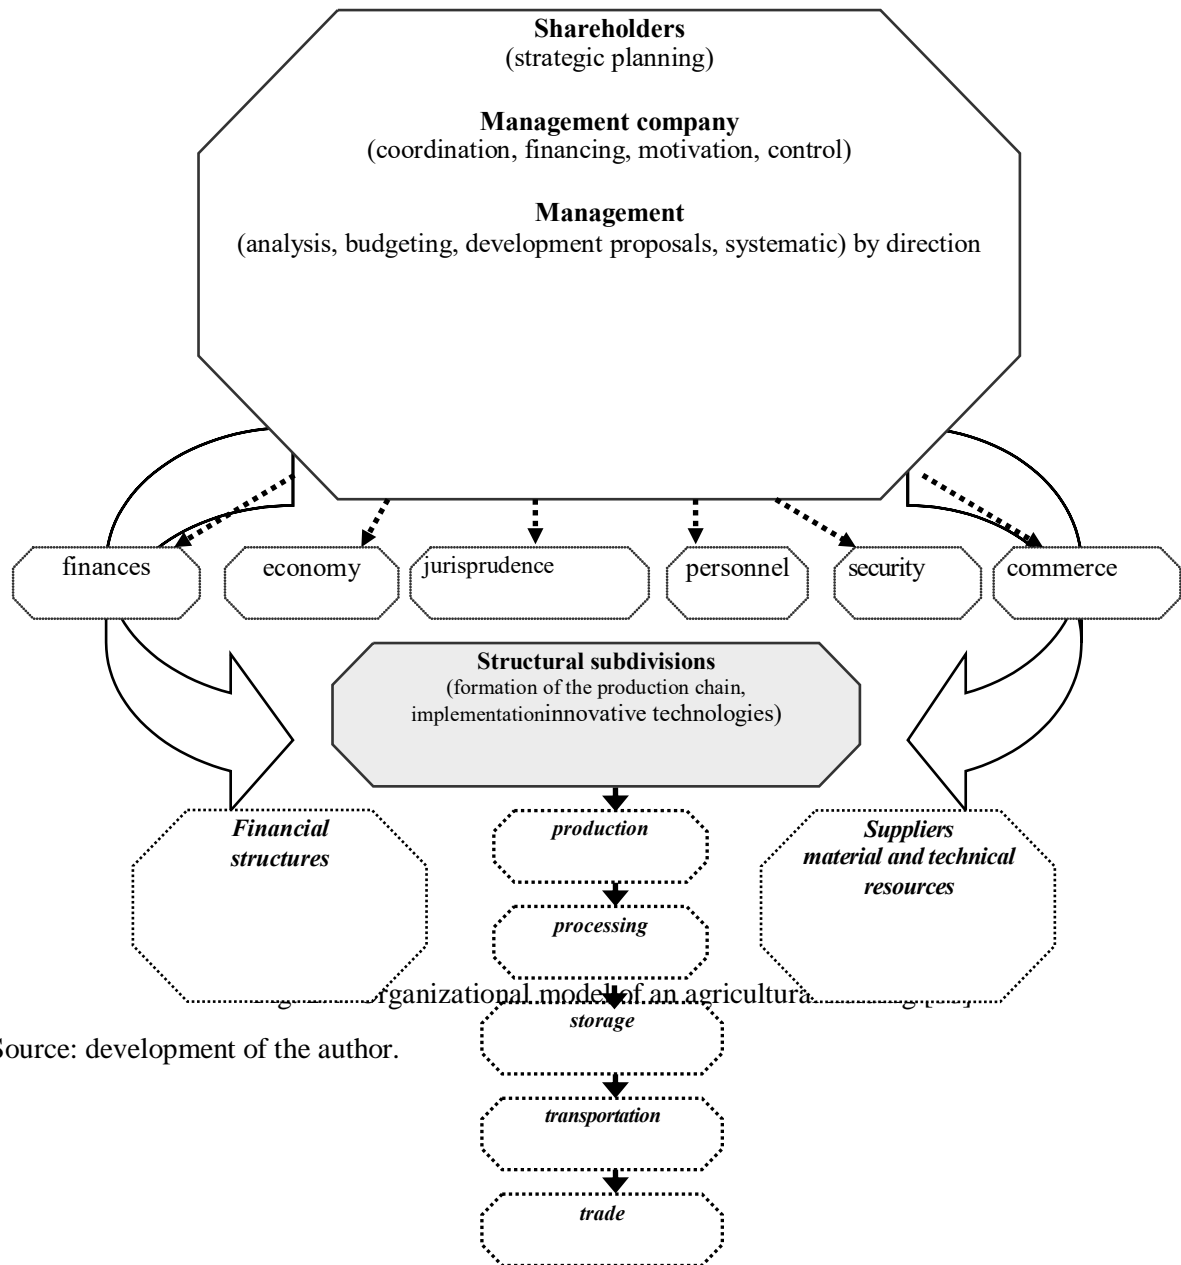 Shareholders
(strategic planning)
Management company
(coordination, financing, motivation, control)
Management
(analysis, budgeting, development proposals, systematic) by direction
finances
economy
jurisprudence
personnel
security
commerce
Structural subdivisions
(formation of the production chain,
implementationinnovative technologies)
Financial
structures
production
Suppliers
material and technical
resources
processing
organizational model of an agricultural
storage
Source: development of the author.
transportation
trade